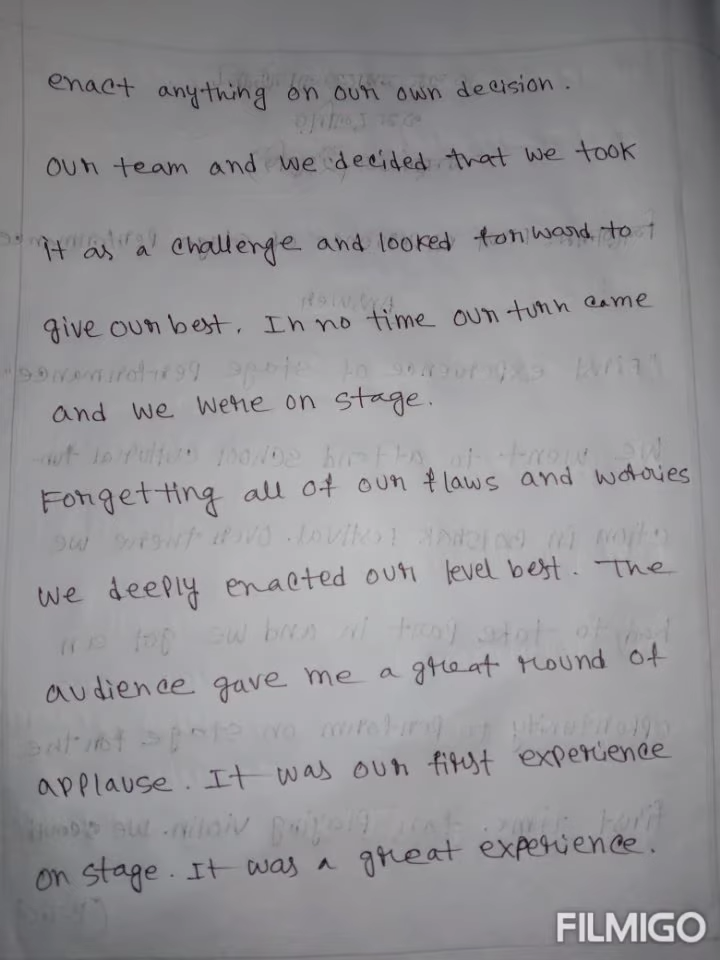 enact anything on our own decision.
our team and we decided that we took
it as a challenge and looked forward to
give our best. In no time our turn came
and we were on stage.
Forgetting all of our flaws and worries
we deeply enacted our level best. The
audience gave me a great round of
applause. It was our first experience
on stage. It was a great experience.
FILMIGO